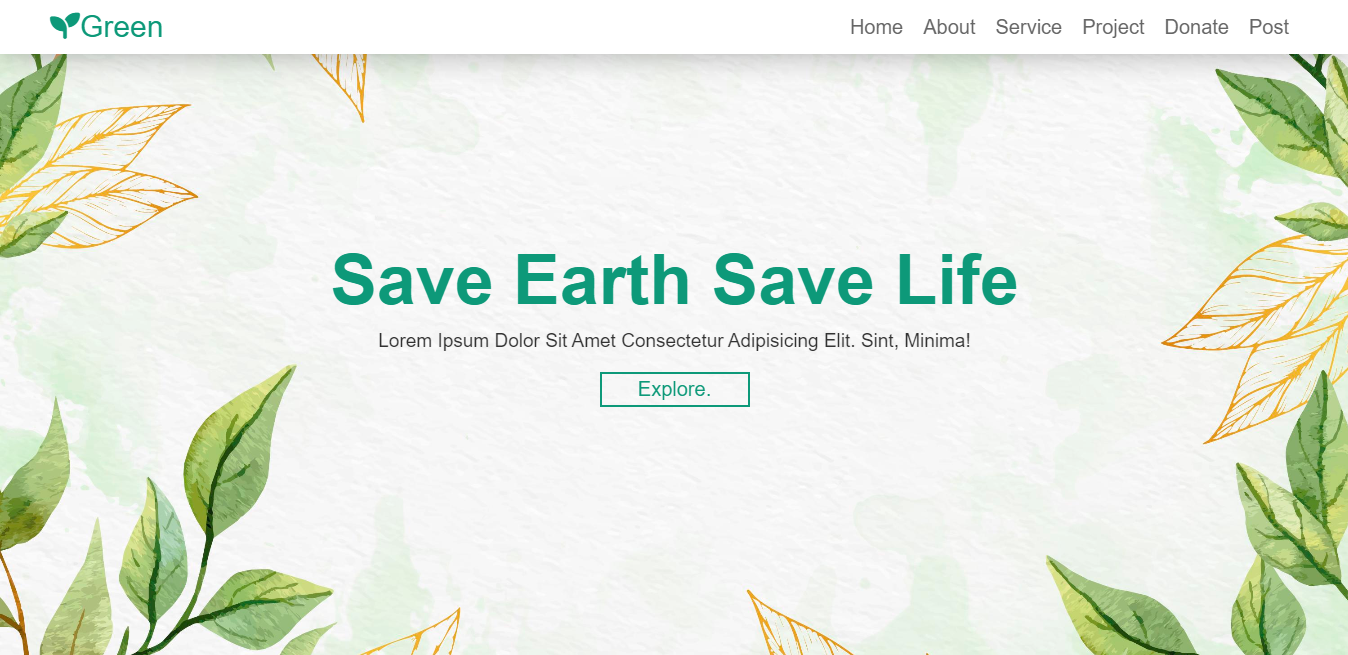 Green
Home About Service Project Donate Post
Save Earth Save Life
Lorem Ipsum Dolor Sit Amet Consectetur Adipisicing Elit. Sint, Minima!
Explore.